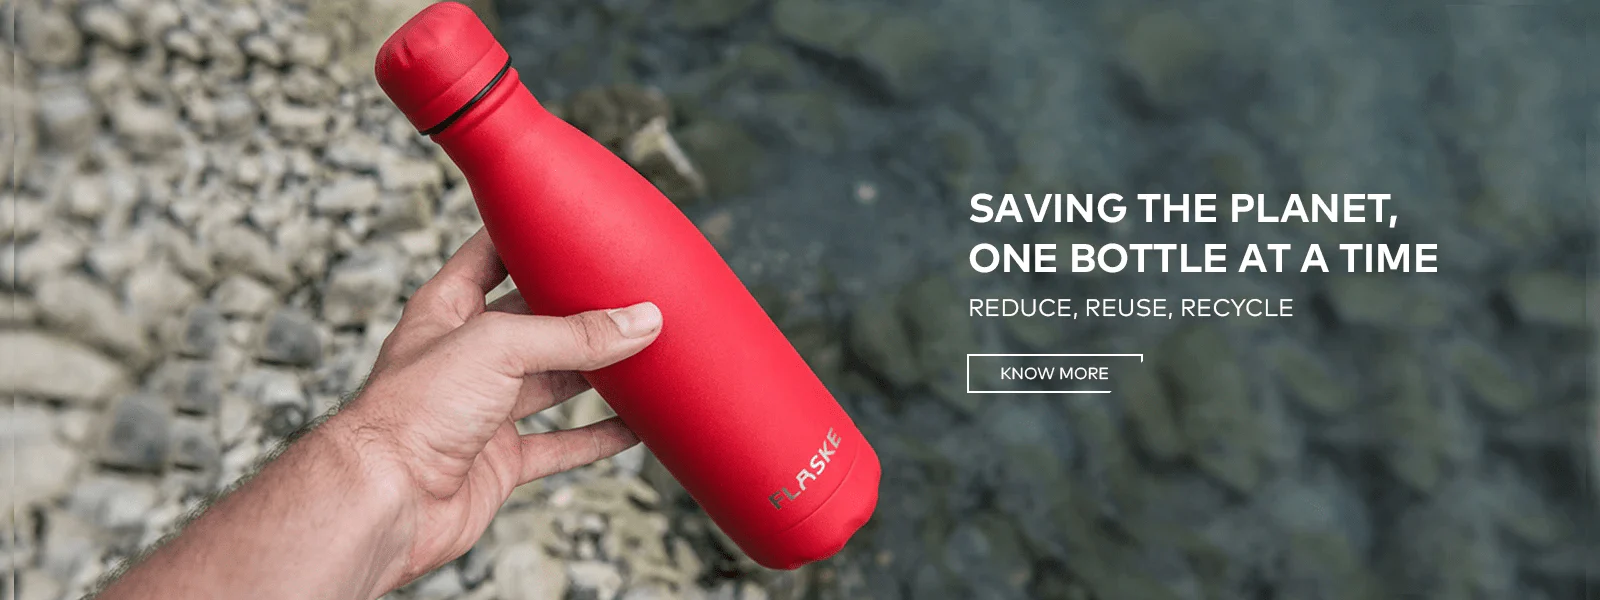 SAVING THE PLANET,
ONE BOTTLE AT A TIME
REDUCE, REUSE, RECYCLE
KNOW MORE
FLASKE